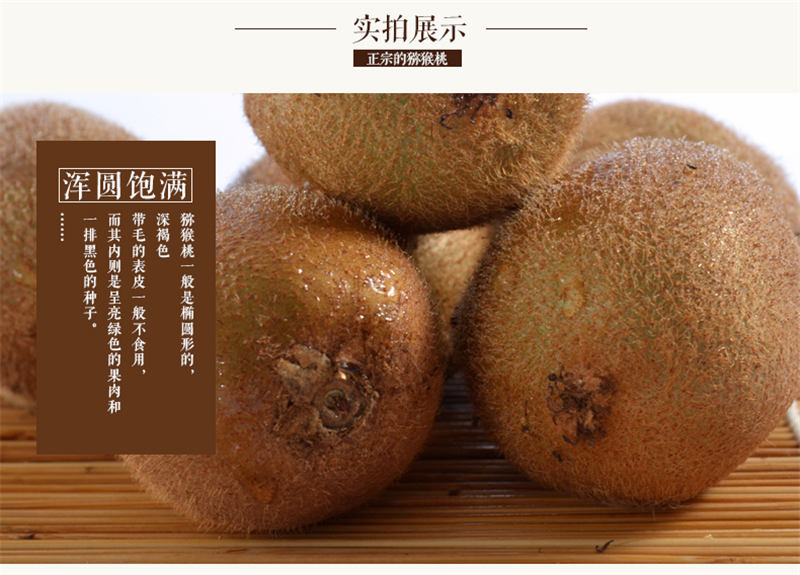 实拍展示
正宗的猕猴桃
浑圆饱满
猕猴桃一般是椭圆形的，
深褐色
带毛的表皮一般不食用，
而其内则是呈亮绿色的果肉和
一排黑色的种子。
……